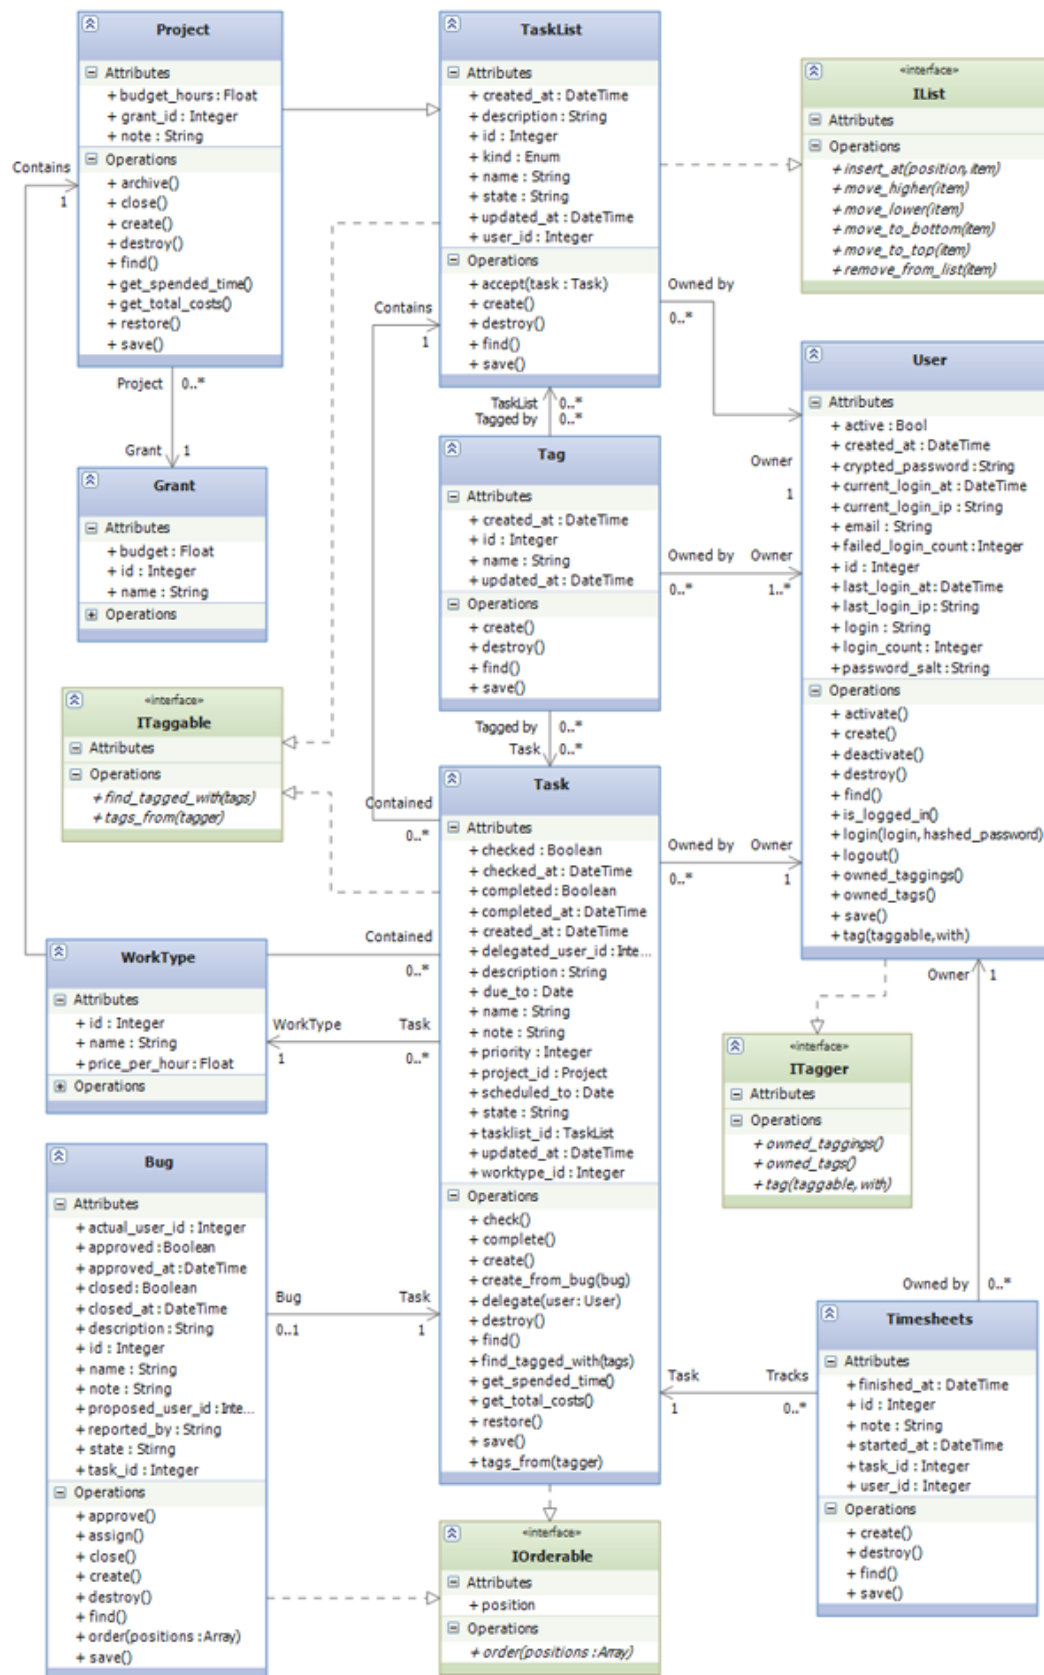 Project
Attributes
+ budget_hours : Float
+ grant_id : Integer
+ note : String
Operations
+ archive()
+ close()
+ create()
+ destroy()
+ find()
+ get_spended_time()
+ get_total_costs()
+ restore()
+ save()
Contains
1
Project
0..*
Grant
1
TaskList
Attributes
+ created_at : DateTime
+ description : String
+ id : Integer
+ kind : Enum
+ name : String
+ state : String
+ updated_at : DateTime
+ user_id : Integer
Operations
+ accept(task : Task)
+ create()
+ destroy()
+ find()
+ save()
Contains
1
Owned by
0..*
TaskList 0..*
Tagged by 0..*
«interface»
IList
Attributes
Operations
+ insert_at(position, item)
+ move_higher(item)
+ move_lower(item)
+ move_to_bottom(item)
+ move_to_top(item)
+ remove_from_list(item)
Grant
Attributes
+ budget : Float
+ id : Integer
+ name : String
Operations
Tag
Attributes
+ created_at : DateTime
+ id : Integer
+ name : String
+ updated_at : DateTime
Operations
+ create()
+ destroy()
+ find()
+ save()
Owner
1
Owned by Owner
0..* 1..*
Tagged by 0..*
Task 0..*
User
Attributes
+ active : Bool
+ created_at : DateTime
+ crypted_password : String
+ current_login_at : DateTime
+ current_login_ip : String
+ email : String
+ failed_login_count : Integer
+ id : Integer
+ last_login_at : DateTime
+ last_login_ip : String
+ login : String
+ login_count : Integer
+ password_salt : String
Operations
+ activate()
+ create()
+ deactivate()
+ destroy()
+ find()
+ is_logged_in()
+ login(login, hashed_password)
+ logout()
+ owned_taggings()
+ owned_tags()
+ save()
+ tag(taggable, with)
«interface»
ITaggable
Attributes
Operations
+ find_tagged_with(tags)
+ tags_from(tagger)
Contained
0..*
Contained
0..*
WorkType Task
1 0..*
Task
Attributes
+ checked : Boolean
+ checked_at : DateTime
+ completed : Boolean
+ completed_at : DateTime
+ created_at : DateTime
+ delegated_user_id : Inte...
+ description : String
+ due_to : Date
+ name : String
+ note : String
+ priority : Integer
+ project_id : Project
+ scheduled_to : Date
+ state : String
+ tasklist_id : TaskList
+ updated_at : DateTime
+ worktype_id : Integer
Operations
+ check()
+ complete()
+ create()
+ create_from_bug(bug)
+ delegate(user : User)
+ destroy()
+ find()
+ find_tagged_with(tags)
+ get_spended_time()
+ get_total_costs()
+ restore()
+ save()
+ tags_from(tagger)
Owned by Owner
0..* 1
WorkType
Attributes
+ id : Integer
+ name : String
+ price_per_hour : Float
Operations
Owner 1
«interface»
ITagger
Attributes
Operations
+ owned_taggings()
+ owned_tags()
+ tag(taggable, with)
Owned by 0..*
Bug
Attributes
+ actual_user_id : Integer
+ approved : Boolean
+ approved_at : DateTime
+ closed : Boolean
+ closed_at : DateTime
+ description : String
+ id : Integer
+ name : String
+ note : String
+ proposed_user_id : Inte...
+ reported_by : String
+ state : Stirng
+ task_id : Integer
Operations
+ approve()
+ assign()
+ close()
+ create()
+ destroy()
+ find()
+ order(positions : Array)
+ save()
Bug Task
0..1 1
Task Tracks
1 0..*
Timesheets
Attributes
+ finished_at : DateTime
+ id : Integer
+ note : String
+ started_at : DateTime
+ task_id : Integer
+ user_id : Integer
Operations
+ create()
+ destroy()
+ find()
+ save()
«interface»
IOrderable
Attributes
+ position
Operations
+ order(positions : Array)